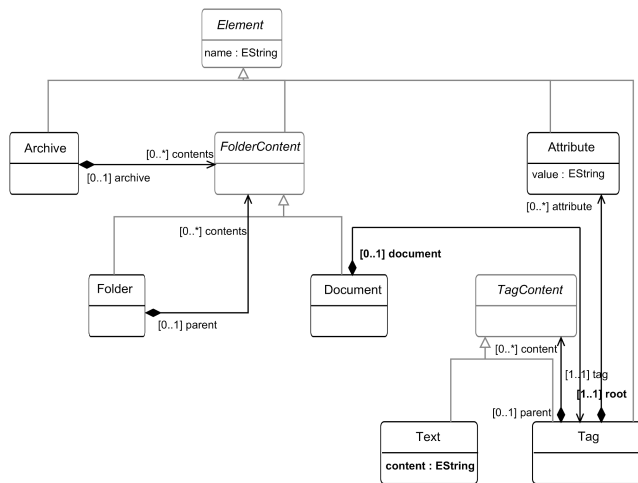 Element
name : EString
Archive
FolderContent
Attribute
value : EString
[0..*] contents
[0..1] archive
[0..*] attribute
[0..*] contents
[0..1] document
Folder
Document
TagContent
[0..1] parent
[0..*] content
[1..1] tag
[1..1] root
[0..1] parent
Text
Tag
content : EString